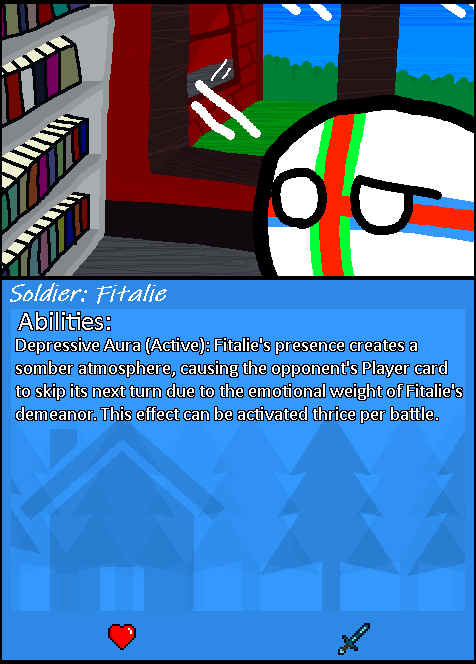 Soldier: Fitalie
Abilities:
Depressive Aura (Active): Fitalie's presence creates a
somber atmosphere, causing the opponent's Player card
to skip its next turn due to the emotional weight of Fitalie's
demeanor. This effect can be activated thrice per battle.